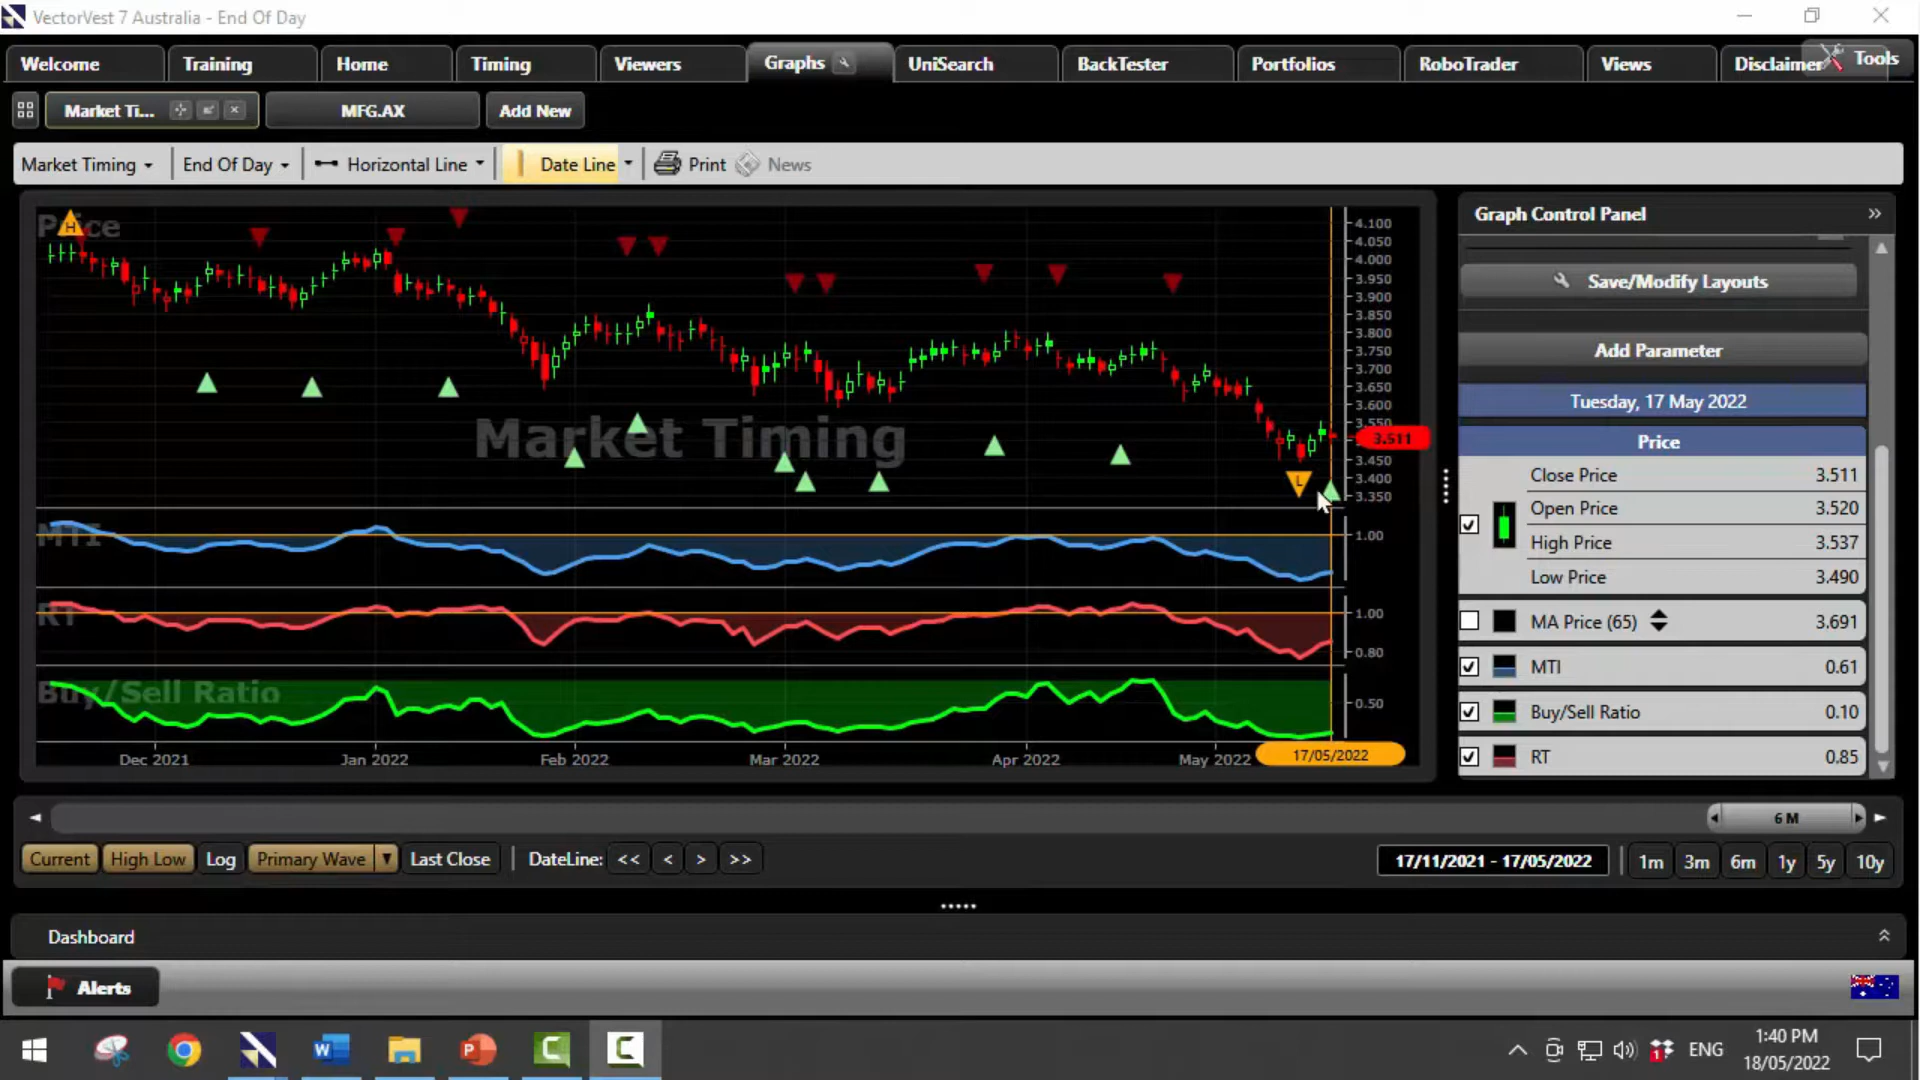 VectorVest 7 Australia - End Of Day
Welcome Training Home Timing Viewers Graphs UniSearch BackTester Portfolios RoboTrader Views Disclaimer Tools
Market Ti... MFG.AX Add New
Market Timing End Of Day Horizontal Line Date Line Print News
Price
H
4.100
4.050
4.000
3.950
3.900
3.850
3.800
3.750
3.700
3.650
3.600
3.550
3.511
3.450
3.400
3.350
Market Timing
L
MTI
1.00
RT
1.00
0.80
Buy/Sell Ratio
0.50
Dec 2021 Jan 2022 Feb 2022 Mar 2022 Apr 2022 May 2022 17/05/2022
Graph Control Panel »
Save/Modify Layouts
Add Parameter
Tuesday, 17 May 2022
Price
Close Price 3.511
Open Price 3.520
High Price 3.537
Low Price 3.490
MA Price (65) 3.691
MTI 0.61
Buy/Sell Ratio 0.10
RT 0.85
6 M
Current High Low Log Primary Wave Last Close DateLine: << < > >> 17/11/2021 - 17/05/2022 1m 3m 6m 1y 5y 10y
Dashboard
Alerts
ENG
1:40 PM
18/05/2022